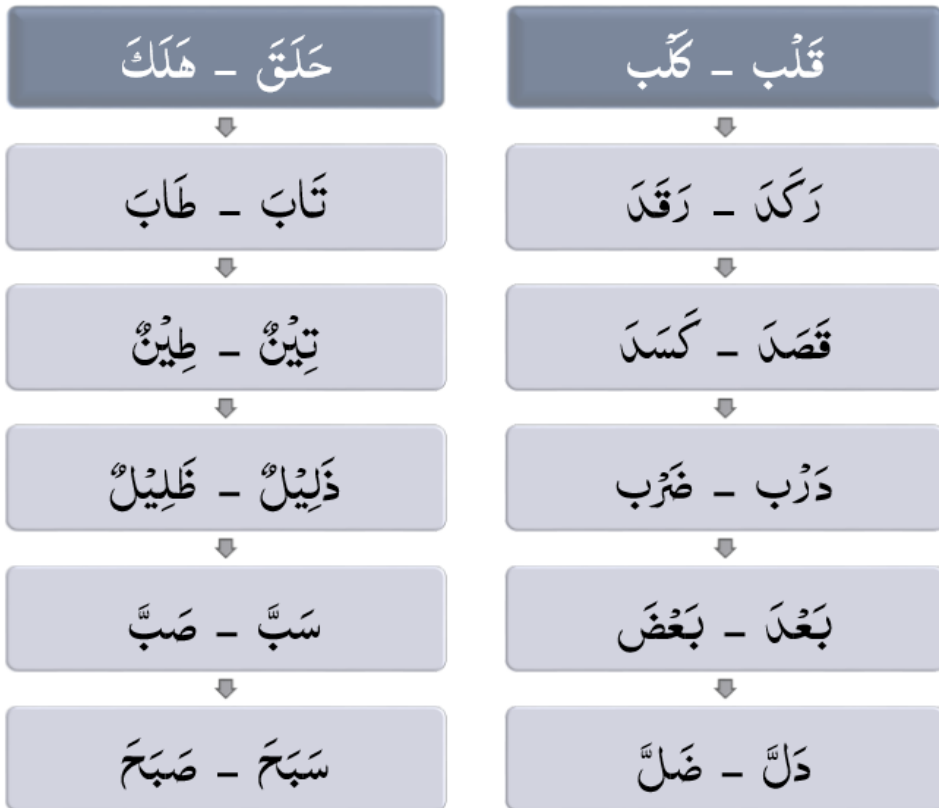 قَلْب – كَلْب
رَكَدَ – رَقَدَ
قَصَدَ – كَسَدَ
دَرْب – ضَرْب
بَعْدَ – بَعْضَ
دَلَّ – ضَلَّ
حَلَقَ – هَلَكَ
تَابَ – طَابَ
تِيْنٌ – طِيْنٌ
ذَلِيْلٌ – ظَلِيْلٌ
سَبَّ – صَبَّ
سَبَحَ – صَبَحَ